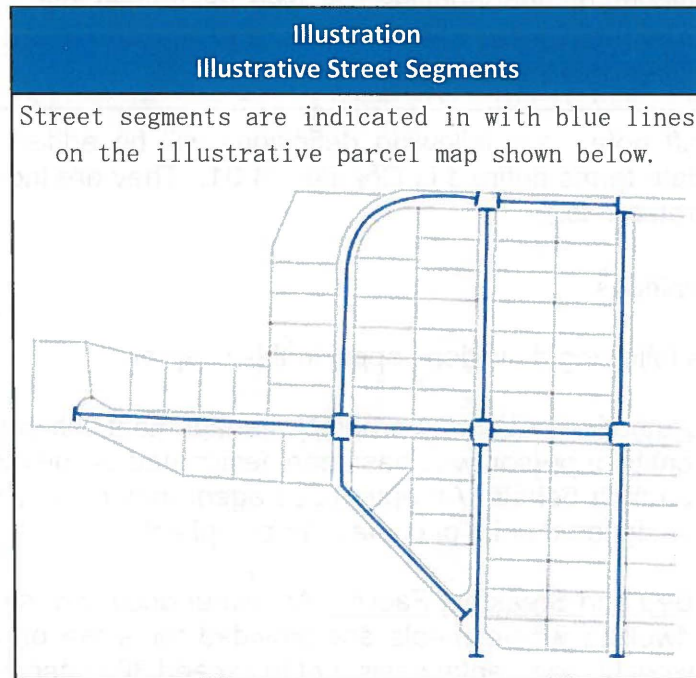 Illustration
Illustrative Street Segments
Street segments are indicated in with blue lines
on the illustrative parcel map shown below.